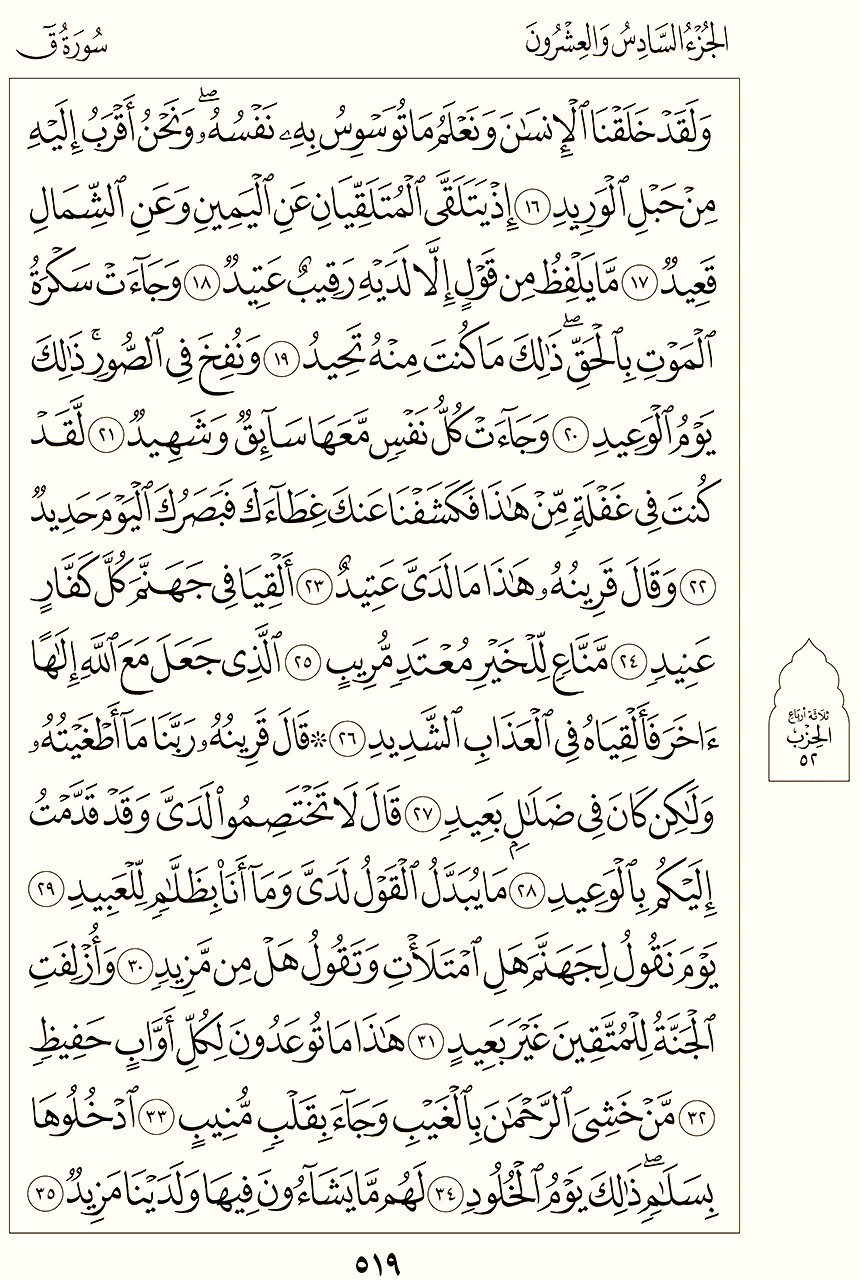 الجُزْءُ السَّادِسُ وَالعِشْرُونَ
سُورَةُ قٓ
وَلَقَدْ خَلَقْنَا ٱلْإِنسَٰنَ وَنَعْلَمُ مَا تُوَسْوِسُ بِهِۦ نَفْسُهُۥۖ وَنَحْنُ أَقْرَبُ إِلَيْهِ
مِنْ حَبْلِ ٱلْوَرِيدِ ١٦ إِذْ يَتَلَقَّى ٱلْمُتَلَقِّيَانِ عَنِ ٱلْيَمِينِ وَعَنِ ٱلشِّمَالِ
قَعِيدٌ ١٧ مَّا يَلْفِظُ مِن قَوْلٍ إِلَّا لَدَيْهِ رَقِيبٌ عَتِيدٌ ١٨ وَجَآءَتْ سَكْرَةُ
ٱلْمَوْتِ بِٱلْحَقِّۖ ذَٰلِكَ مَا كُنتَ مِنْهُ تَحِيدُ ١٩ وَنُفِخَ فِى ٱلصُّورِۚ ذَٰلِكَ
يَوْمُ ٱلْوَعِيدِ ٢٠ وَجَآءَتْ كُلُّ نَفْسٍ مَّعَهَا سَآئِقٌ وَشَهِيدٌ ٢١ لَّقَدْ
كُنتَ فِى غَفْلَةٍ مِّنْ هَٰذَا فَكَشَفْنَا عَنكَ غِطَآءَكَ فَبَصَرُكَ ٱلْيَوْمَ حَدِيدٌ
٢٢ وَقَالَ قَرِينُهُۥ هَٰذَا مَا لَدَىَّ عَتِيدٌ ٢٣ أَلْقِيَا فِى جَهَنَّمَ كُلَّ كَفَّارٍ
عَنِيدٍ ٢٤ مَّنَّاعٍ لِّلْخَيْرِ مُعْتَدٍ مُّرِيبٍ ٢٥ ٱلَّذِى جَعَلَ مَعَ ٱللَّهِ إِلَٰهًا
ءَاخَرَ فَأَلْقِيَاهُ فِى ٱلْعَذَابِ ٱلشَّدِيدِ ٢٦ ۞ قَالَ قَرِينُهُۥ رَبَّنَا مَآ أَطْغَيْتُهُۥ
وَلَٰكِن كَانَ فِى ضَلَٰلٍۭ بَعِيدٍ ٢٧ قَالَ لَا تَخْتَصِمُوا۟ لَدَىَّ وَقَدْ قَدَّمْتُ
إِلَيْكُم بِٱلْوَعِيدِ ٢٨ مَا يُبَدَّلُ ٱلْقَوْلُ لَدَىَّ وَمَآ أَنَا۠ بِظَلَّٰمٍ لِّلْعَبِيدِ ٢٩
يَوْمَ نَقُولُ لِجَهَنَّمَ هَلِ ٱمْتَلَأْتِ وَتَقُولُ هَلْ مِن مَّزِيدٍ ٣٠ وَأُزْلِفَتِ
ٱلْجَنَّةُ لِلْمُتَّقِينَ غَيْرَ بَعِيدٍ ٣١ هَٰذَا مَا تُوعَدُونَ لِكُلِّ أَوَّابٍ حَفِيظٍ
٣٢ مَّنْ خَشِىَ ٱلرَّحْمَٰنَ بِٱلْغَيْبِ وَجَآءَ بِقَلْبٍ مُّنِيبٍ ٣٣ ٱدْخُلُوهَا
بِسَلَٰمٍۖ ذَٰلِكَ يَوْمُ ٱلْخُلُودِ ٣٤ لَهُم مَّا يَشَآءُونَ فِيهَا وَلَدَيْنَا مَزِيدٌ ٣٥
ثلاثة أرباع
الحِزْب
٥٢
٥١٩